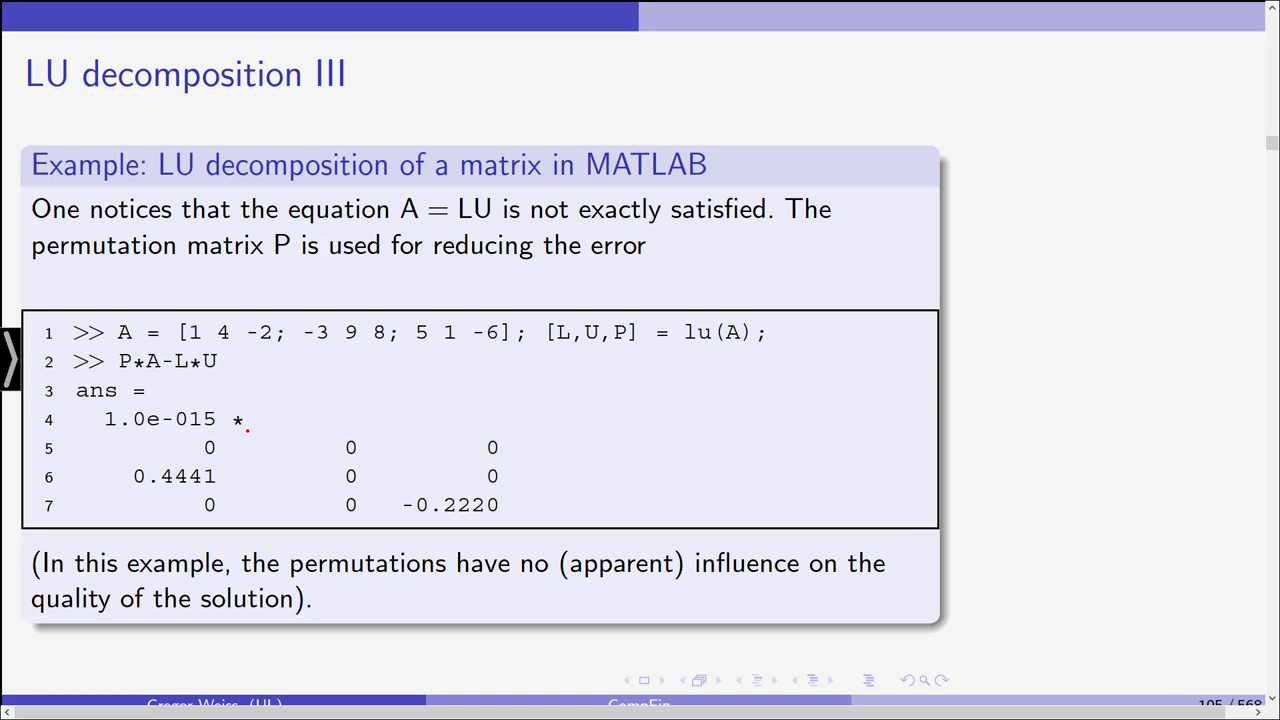 LU decomposition III
Example: LU decomposition of a matrix in MATLAB
One notices that the equation A = LU is not exactly satisfied. The
permutation matrix P is used for reducing the error
1 >> A = [1 4 -2; -3 9 8; 5 1 -6]; [L,U,P] = lu(A);
2 >> P*A-L*U
3 ans =
4 1.0e-015 *
5 0 0 0
6 0.4441 0 0
7 0 0 -0.2220
(In this example, the permutations have no (apparent) influence on the
quality of the solution).
Gregor Weiss (UL) CompFin 105 / 568